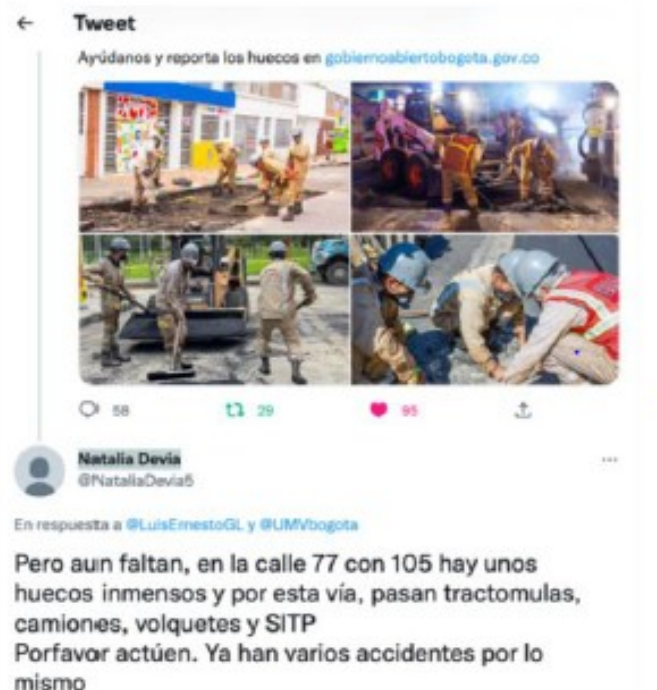 Tweet
Ayúdanos y reporta los huecos en gobiernoabiertobogota.gov.co
58 29 95
Natalia Devia
@NataliaDevia5
En respuesta a @LuisErnestoGL y @UMVbogota
Pero aun faltan, en la calle 77 con 105 hay unos
huecos inmensos y por esta vía, pasan tractomulas,
camiones, volquetes y SITP
Porfavor actúen. Ya han varios accidentes por lo
mismo